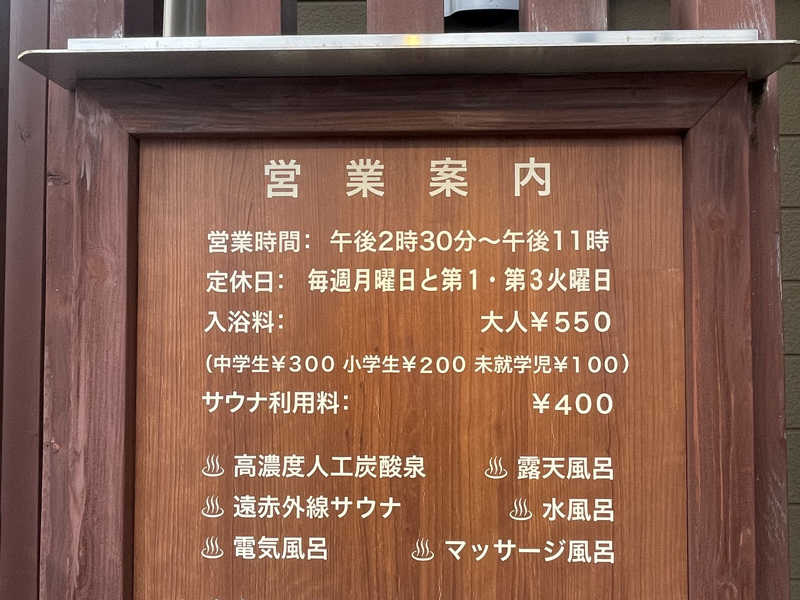 営業案内
営業時間: 午後2時30分〜午後11時
定休日: 毎週月曜日と第1・第3火曜日
入浴料: 大人¥550
(中学生¥300 小学生¥200 未就学児¥100)
サウナ利用料: ¥400
♨ 高濃度人工炭酸泉 ♨ 露天風呂
♨ 遠赤外線サウナ ♨ 水風呂
♨ 電気風呂 ♨ マッサージ風呂